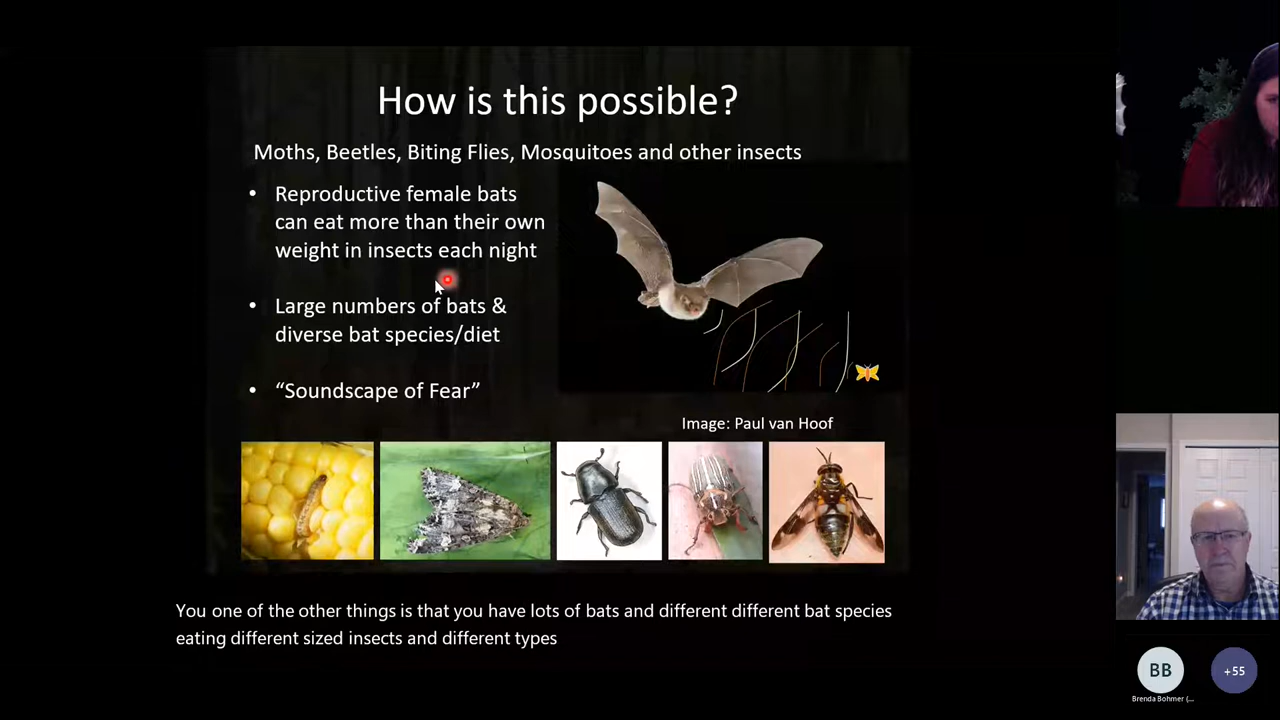 How is this possible?
Moths, Beetles, Biting Flies, Mosquitoes and other insects
• Reproductive female bats
can eat more than their own
weight in insects each night
• Large numbers of bats &
diverse bat species/diet
• “Soundscape of Fear”
Image: Paul van Hoof
You one of the other things is that you have lots of bats and different different bat species
eating different sized insects and different types
BB
+55
Brenda Bohmer (...